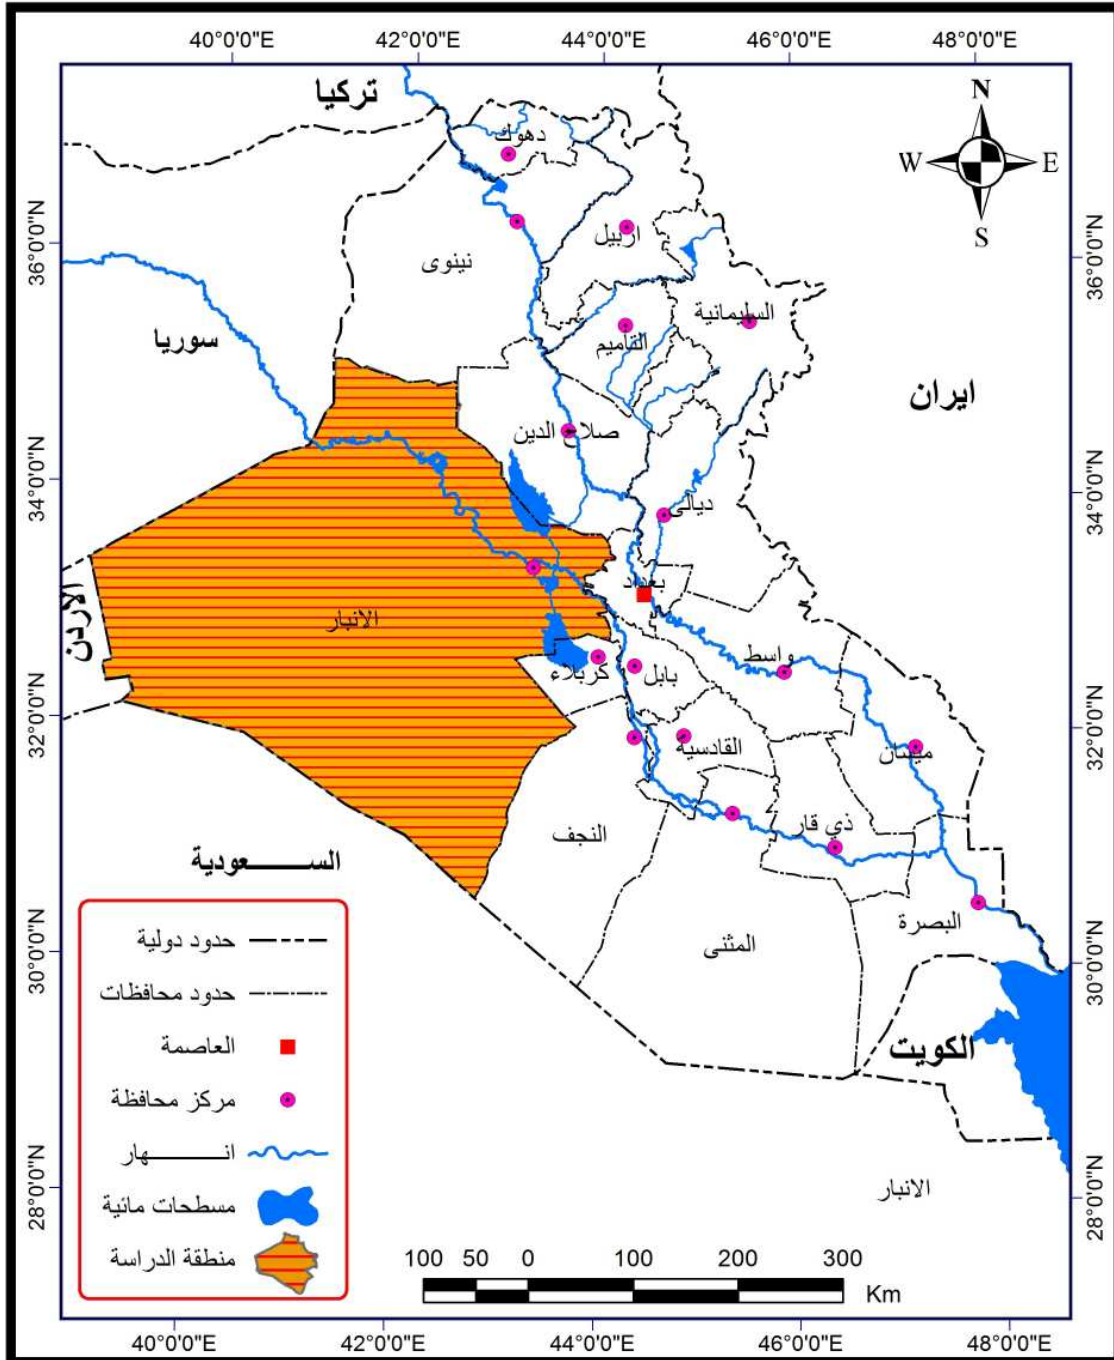 40°0'0"E
42°0'0"E
44°0'0"E
46°0'0"E
48°0'0"E
N
W
E
S
تركيا
دهوك
اربيل
نينوى
36°0'0"N
36°0'0"N
السليمانية
التاميم
سوريا
ايران
صلاح الدين
34°0'0"N
34°0'0"N
ديالى
بغداد
الاردن
الانبار
واسط
كربلاء
بابل
32°0'0"N
32°0'0"N
القادسية
ميسان
النجف
ذي قار
الســـــعودية
البصرة
المثنى
30°0'0"N
30°0'0"N
الكويت
حدود دولية
حدود محافظات
العاصمة
مركز محافظة
انـــــــــهار
مسطحات مائية
منطقة الدراسة
28°0'0"N
28°0'0"N
الانبار
100 50 0 100 200 300
Km
40°0'0"E
42°0'0"E
44°0'0"E
46°0'0"E
48°0'0"E